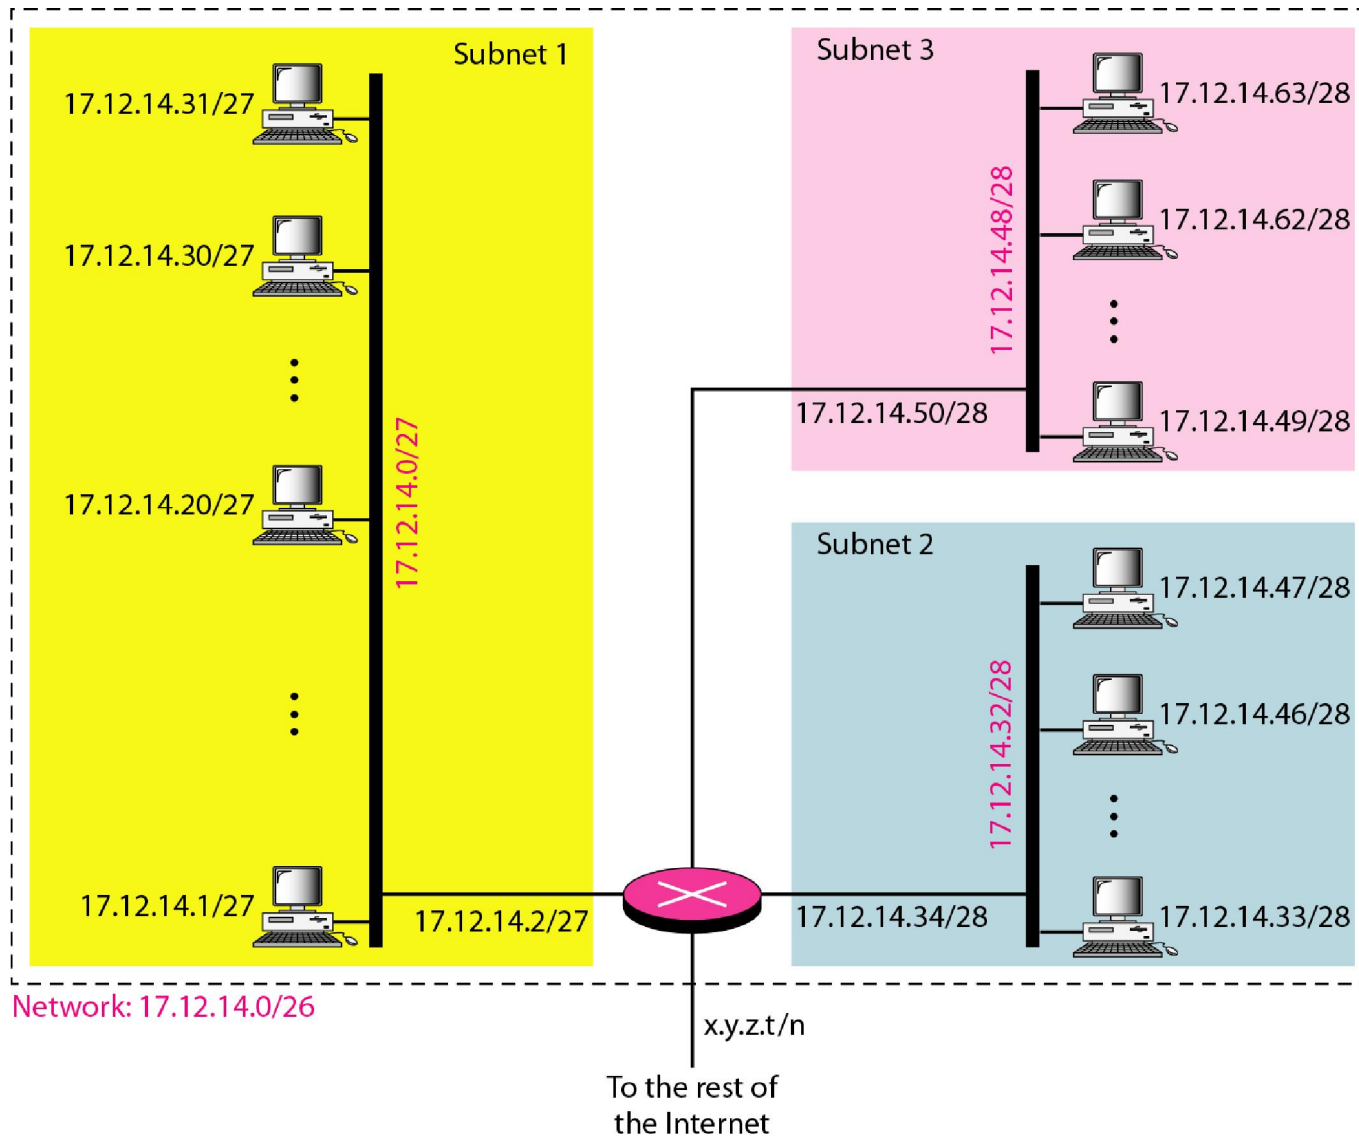 Subnet 1
17.12.14.31/27
17.12.14.30/27
17.12.14.20/27
17.12.14.0/27
17.12.14.1/27
17.12.14.2/27
Subnet 3
17.12.14.63/28
17.12.14.62/28
17.12.14.48/28
17.12.14.50/28
17.12.14.49/28
Subnet 2
17.12.14.47/28
17.12.14.46/28
17.12.14.32/28
17.12.14.34/28
17.12.14.33/28
Network: 17.12.14.0/26
x.y.z.t/n
To the rest of
the Internet